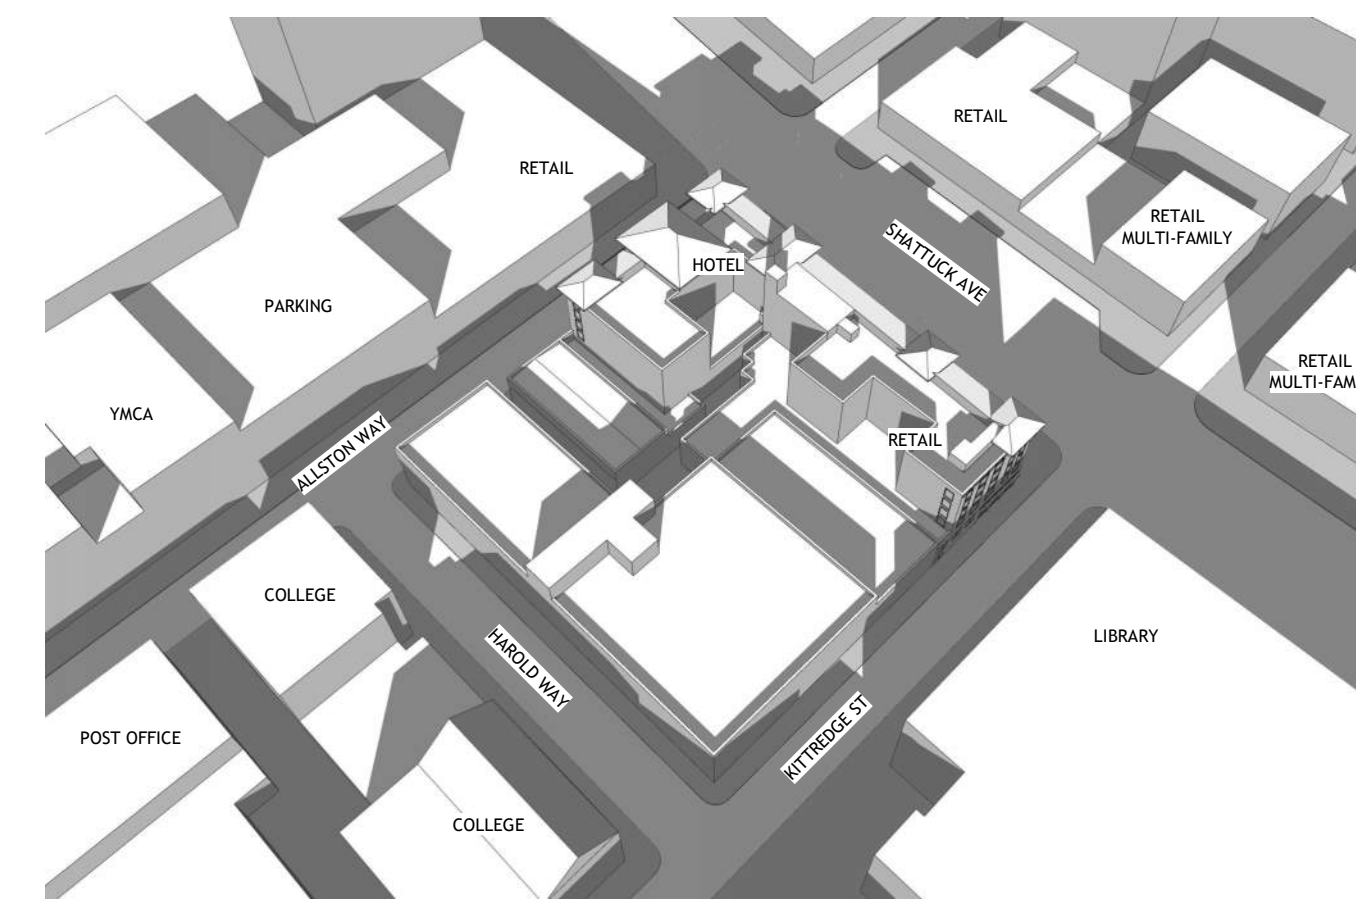 RETAIL
RETAIL
RETAIL
MULTI-FAMILY
SHATTUCK AVE
HOTEL
PARKING
RETAIL
MULTI-FAM
YMCA
ALLSTON WAY
RETAIL
COLLEGE
LIBRARY
HAROLD WAY
KITTREDGE ST
POST OFFICE
COLLEGE